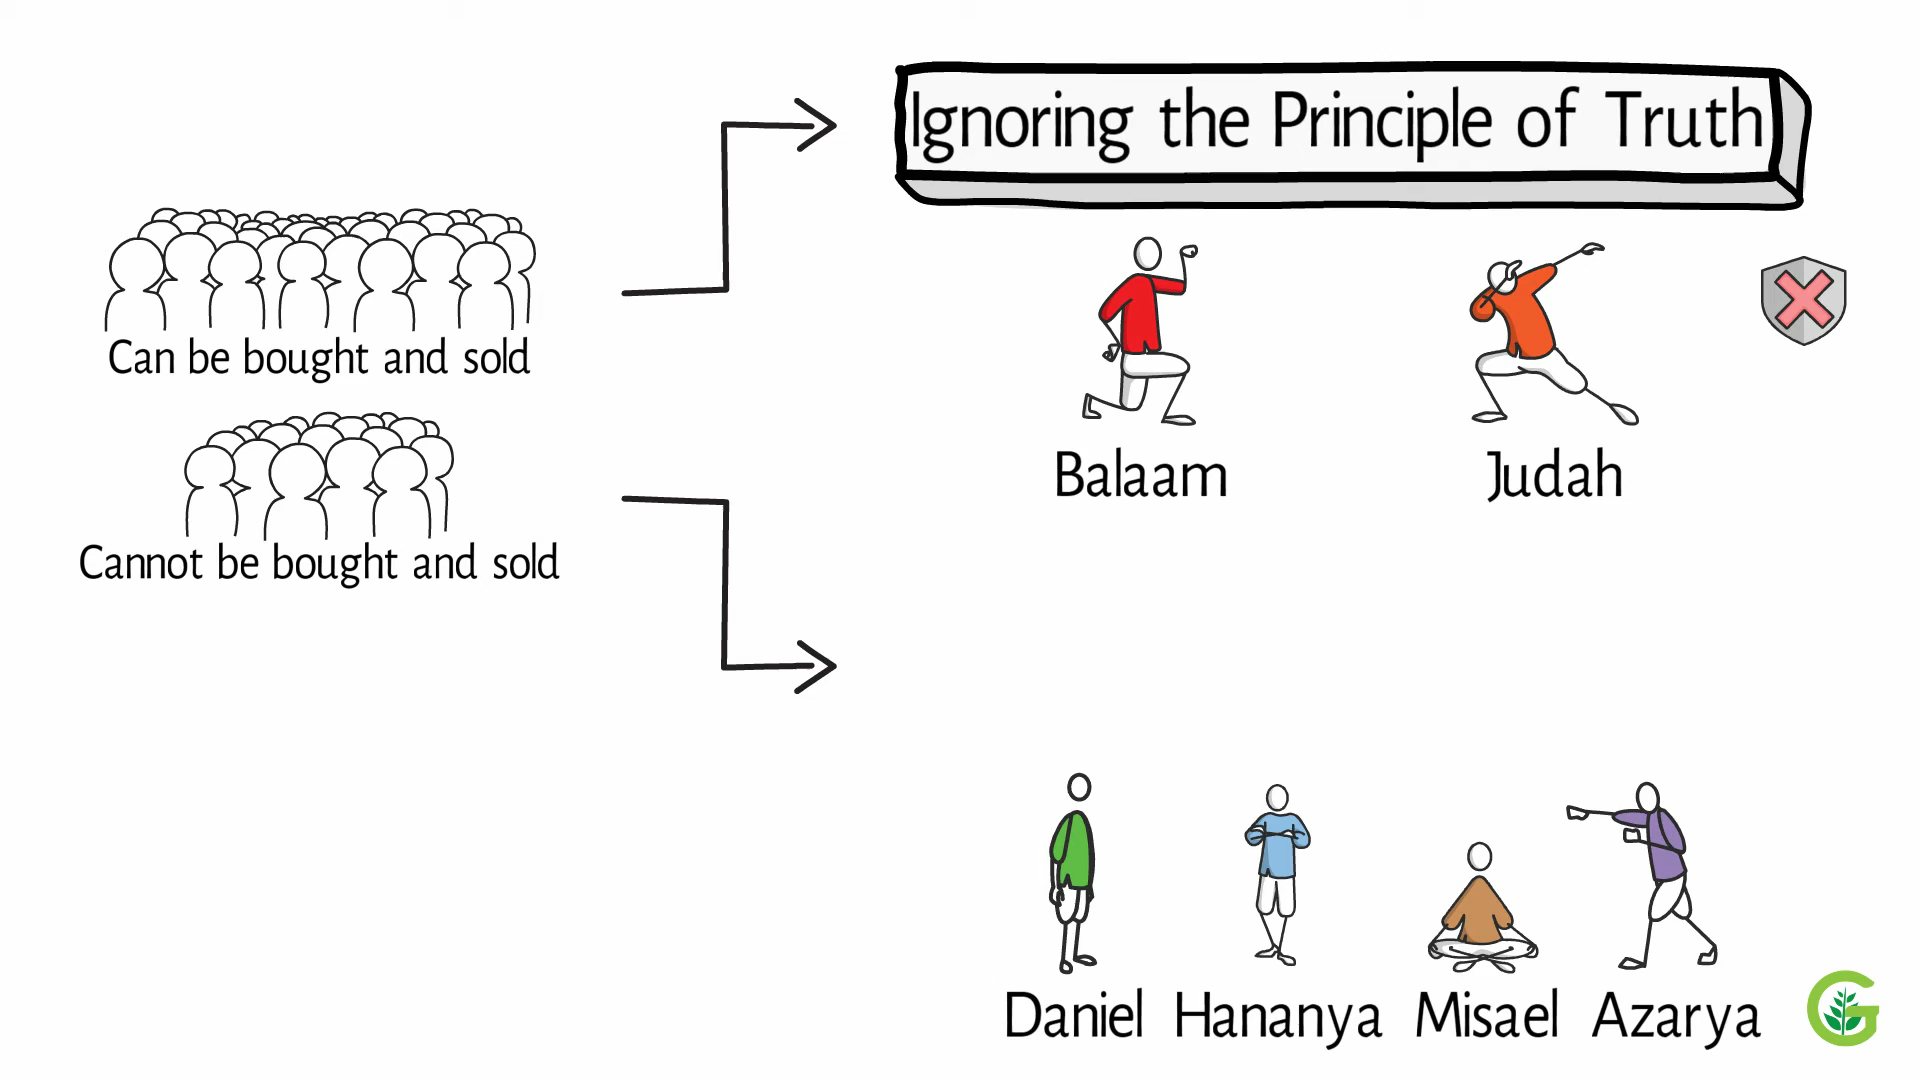 Ignoring the Principle of Truth
Can be bought and sold
Balaam
Judah
Cannot be bought and sold
Daniel
Hananya
Misael
Azarya